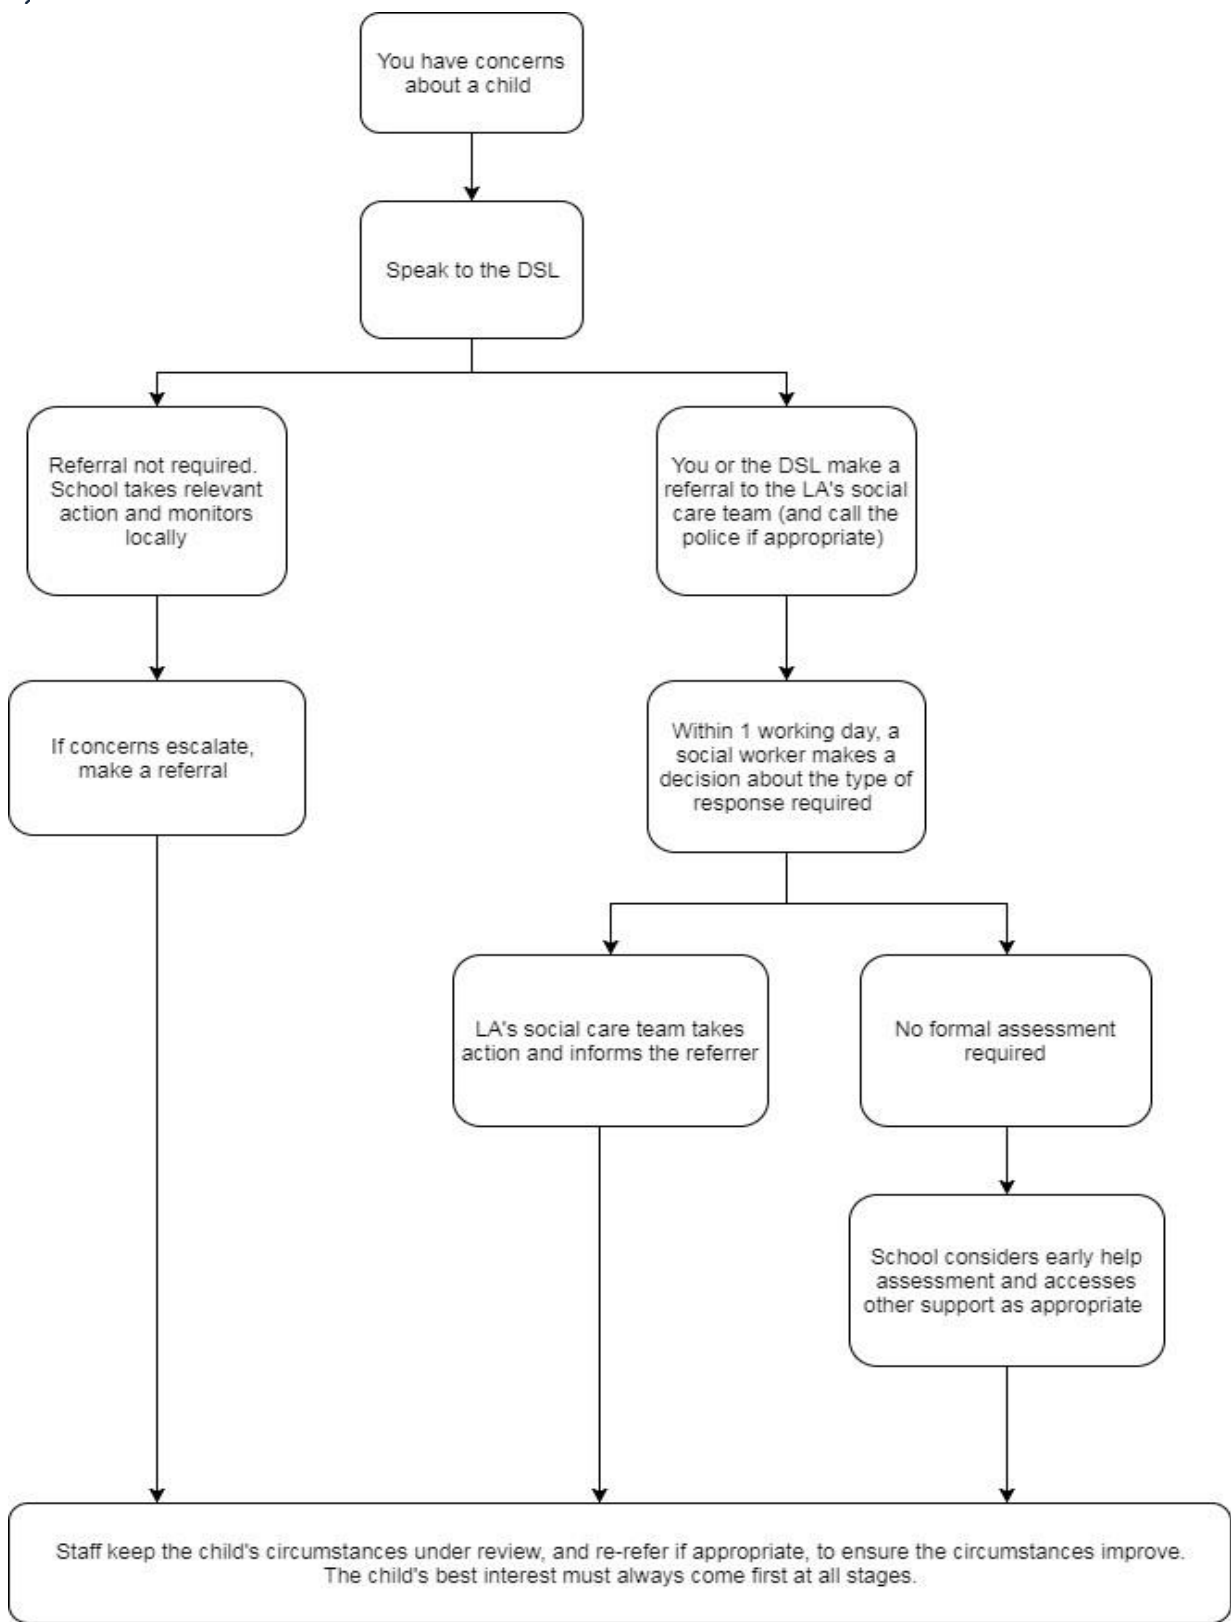 You have concerns
about a child
Speak to the DSL
Referral not required.
School takes relevant
action and monitors
locally
You or the DSL make a
referral to the LA's social
care team (and call the
police if appropriate)
If concerns escalate,
make a referral
Within 1 working day, a
social worker makes a
decision about the type of
response required
LA's social care team takes
action and informs the referrer
No formal assessment
required
School considers early help
assessment and accesses
other support as appropriate
Staff keep the child's circumstances under review, and re-refer if appropriate, to ensure the circumstances improve.
The child's best interest must always come first at all stages.